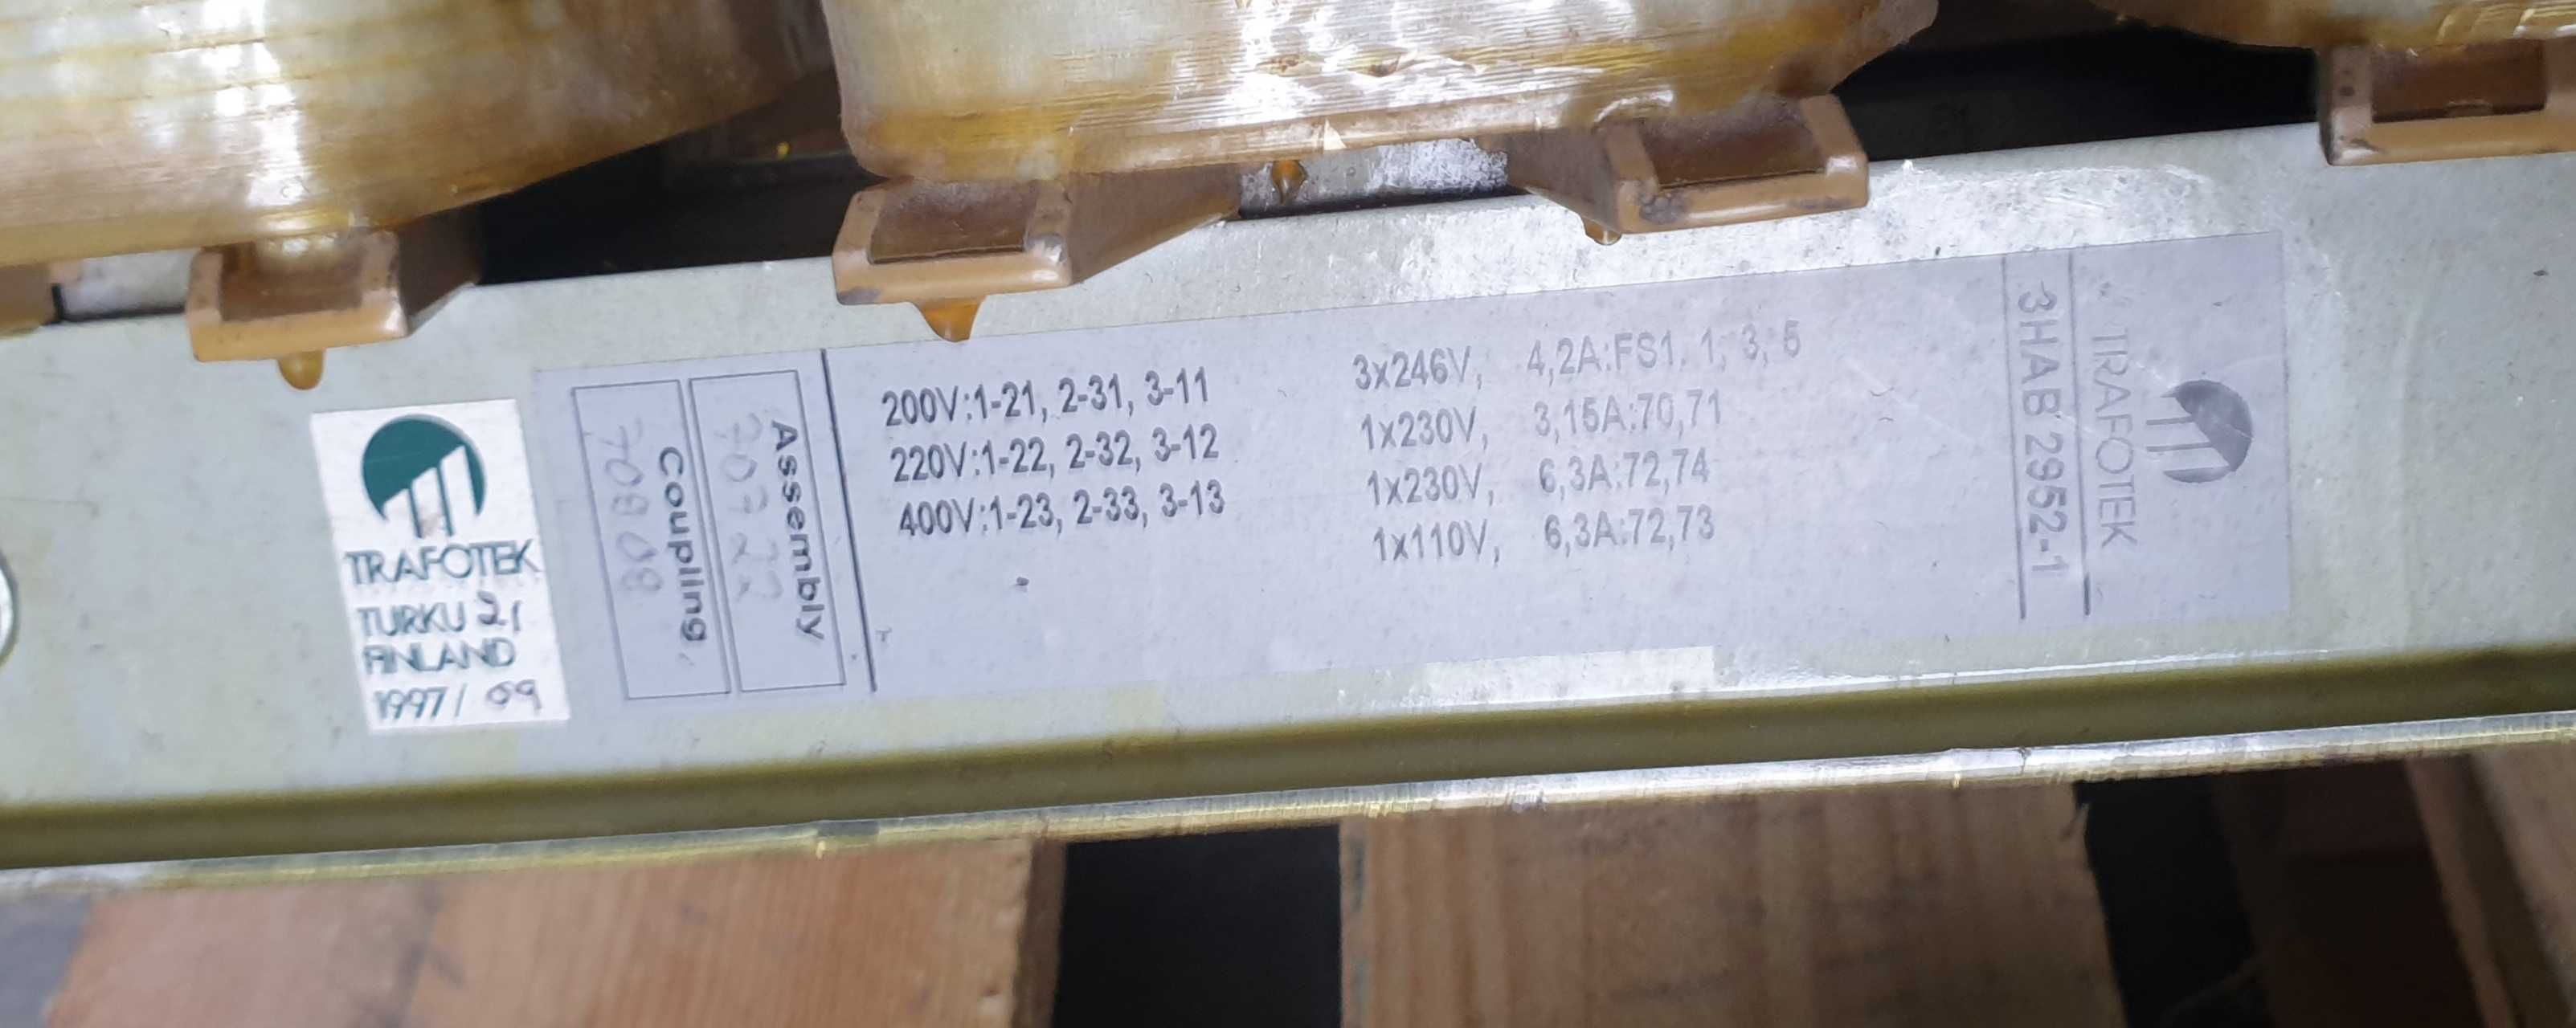 TRAFOTEK
TURKU 21
FINLAND
1997/ 09
Assembly
70722
Coupling
70808
200V:1-21, 2-31, 3-11
220V:1-22, 2-32, 3-12
400V:1-23, 2-33, 3-13
3x246V, 4,2A:FS1. 1, 3, 5
1x230V, 3,15A:70,71
1x230V, 6,3A:72,74
1x110V, 6,3A:72,73
3HAB 2952-1
TRAFOTEK